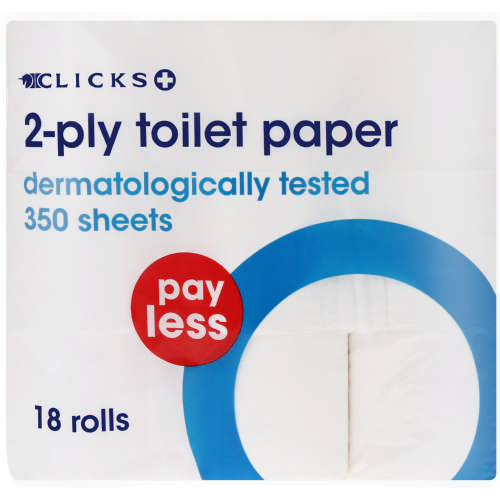 CLICKS
2-ply toilet paper
dermatologically tested
350 sheets
pay
less
18 rolls